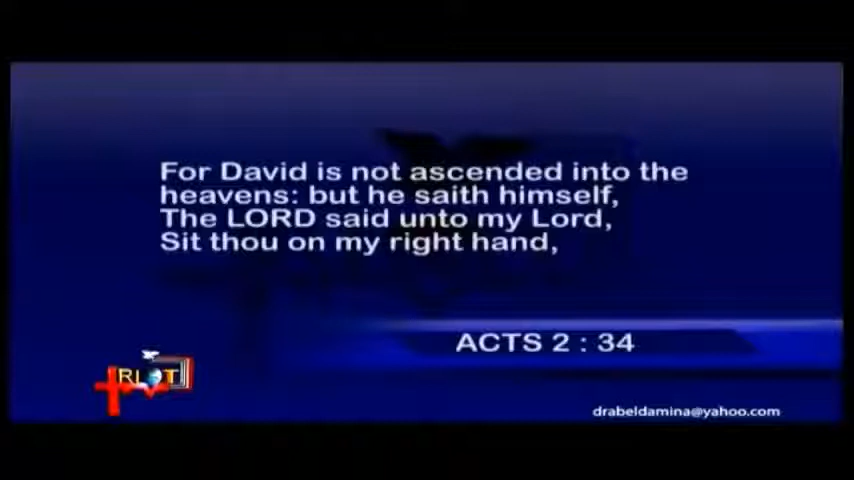 For David is not ascended into the
heavens: but he saith himself,
The LORD said unto my Lord,
Sit thou on my right hand,
ACTS 2 : 34
RIOT
drabeldamina@yahoo.com